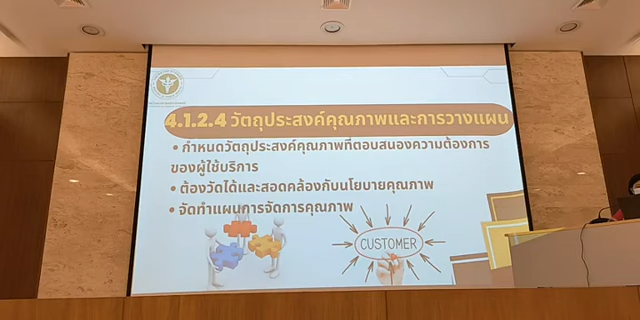 4.1.2.4 วัตถุประสงค์คุณภาพและการวางแผน
• กำหนดวัตถุประสงค์คุณภาพที่ตอบสนองความต้องการ
ของผู้ใช้บริการ
• ต้องวัดได้และสอดคล้องกับนโยบายคุณภาพ
• จัดทำแผนการจัดการคุณภาพ
CUSTOMER